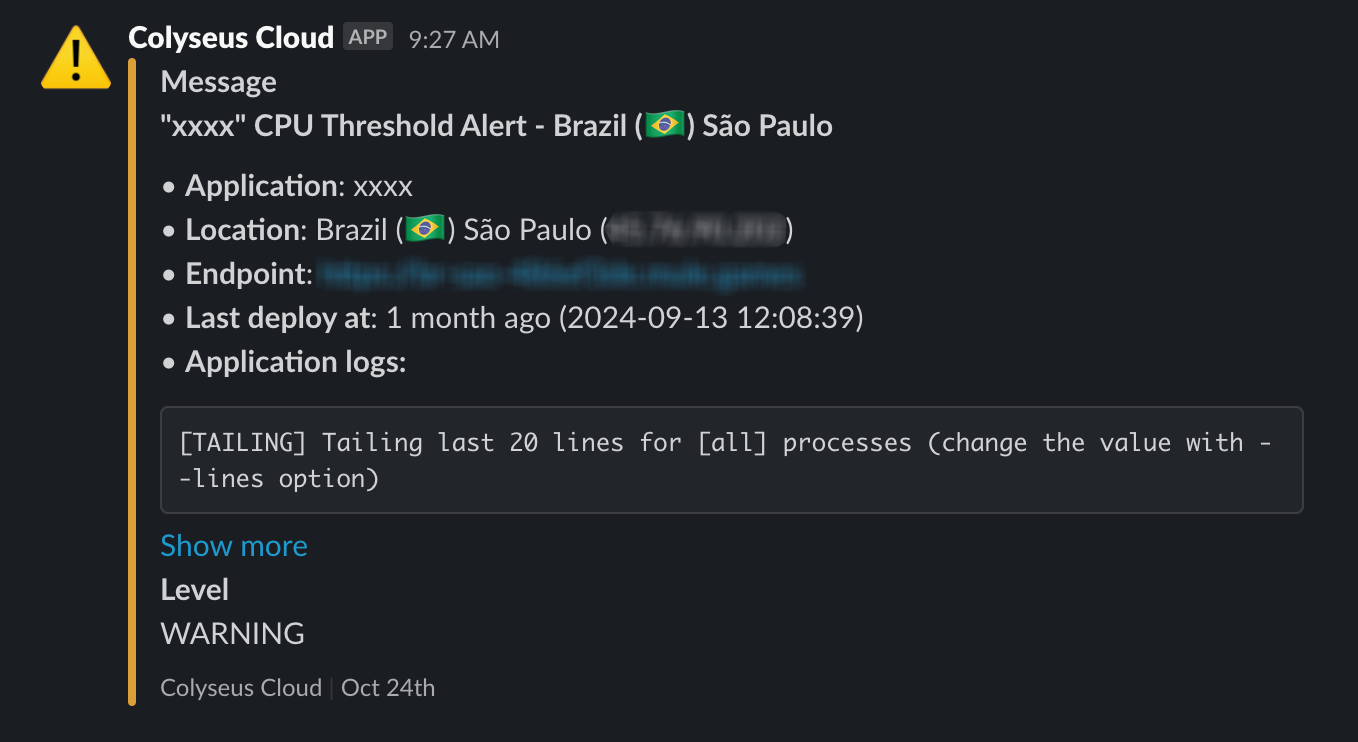 Colyseus Cloud APP 9:27 AM
Message
"xxxx" CPU Threshold Alert - Brazil (🇧🇷) São Paulo
• Application: xxxx
• Location: Brazil (🇧🇷) São Paulo ()
• Endpoint:
• Last deploy at: 1 month ago (2024-09-13 12:08:39)
• Application logs:
[TAILING] Tailing last 20 lines for [all] processes (change the value with -
-lines option)
Show more
Level
WARNING
Colyseus Cloud | Oct 24th